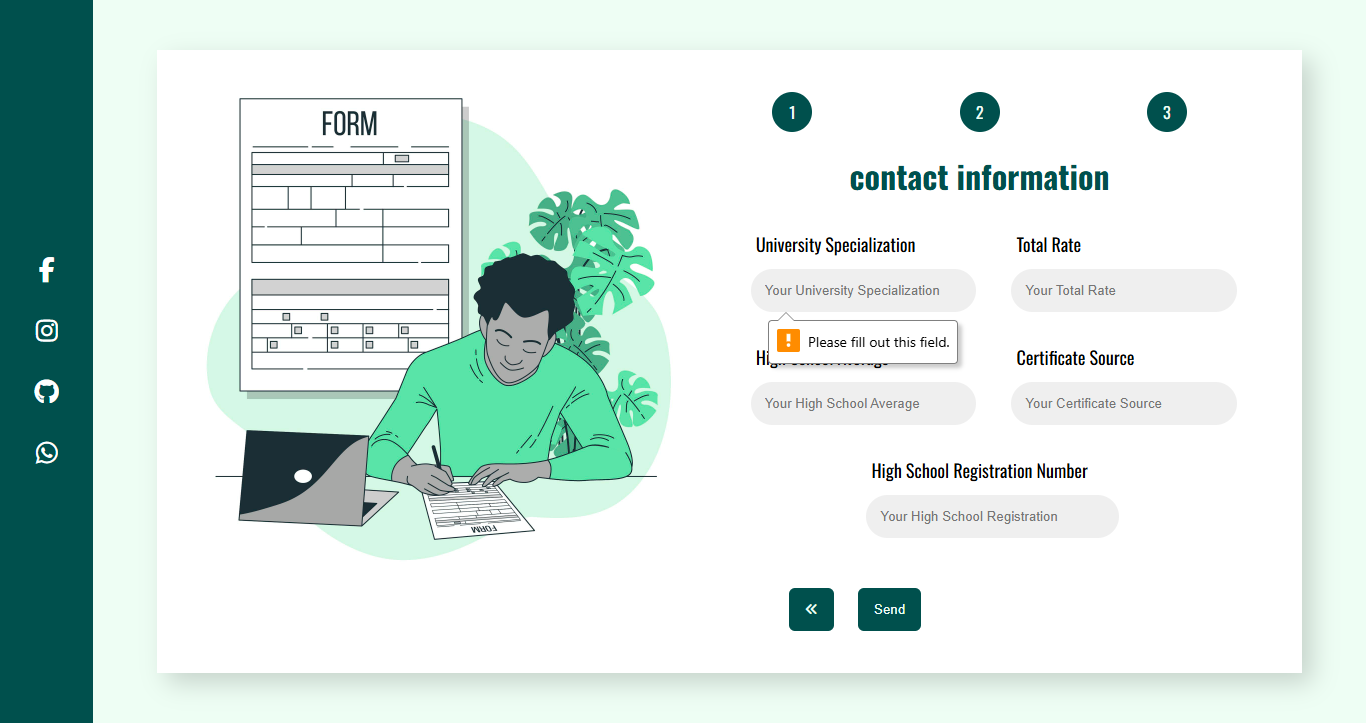 FORM
1
2
3
contact information
University Specialization
Total Rate
Your University Specialization
Your Total Rate
Please fill out this field.
High School Average
Certificate Source
Your High School Average
Your Certificate Source
High School Registration Number
Your High School Registration
FORM
«
Send